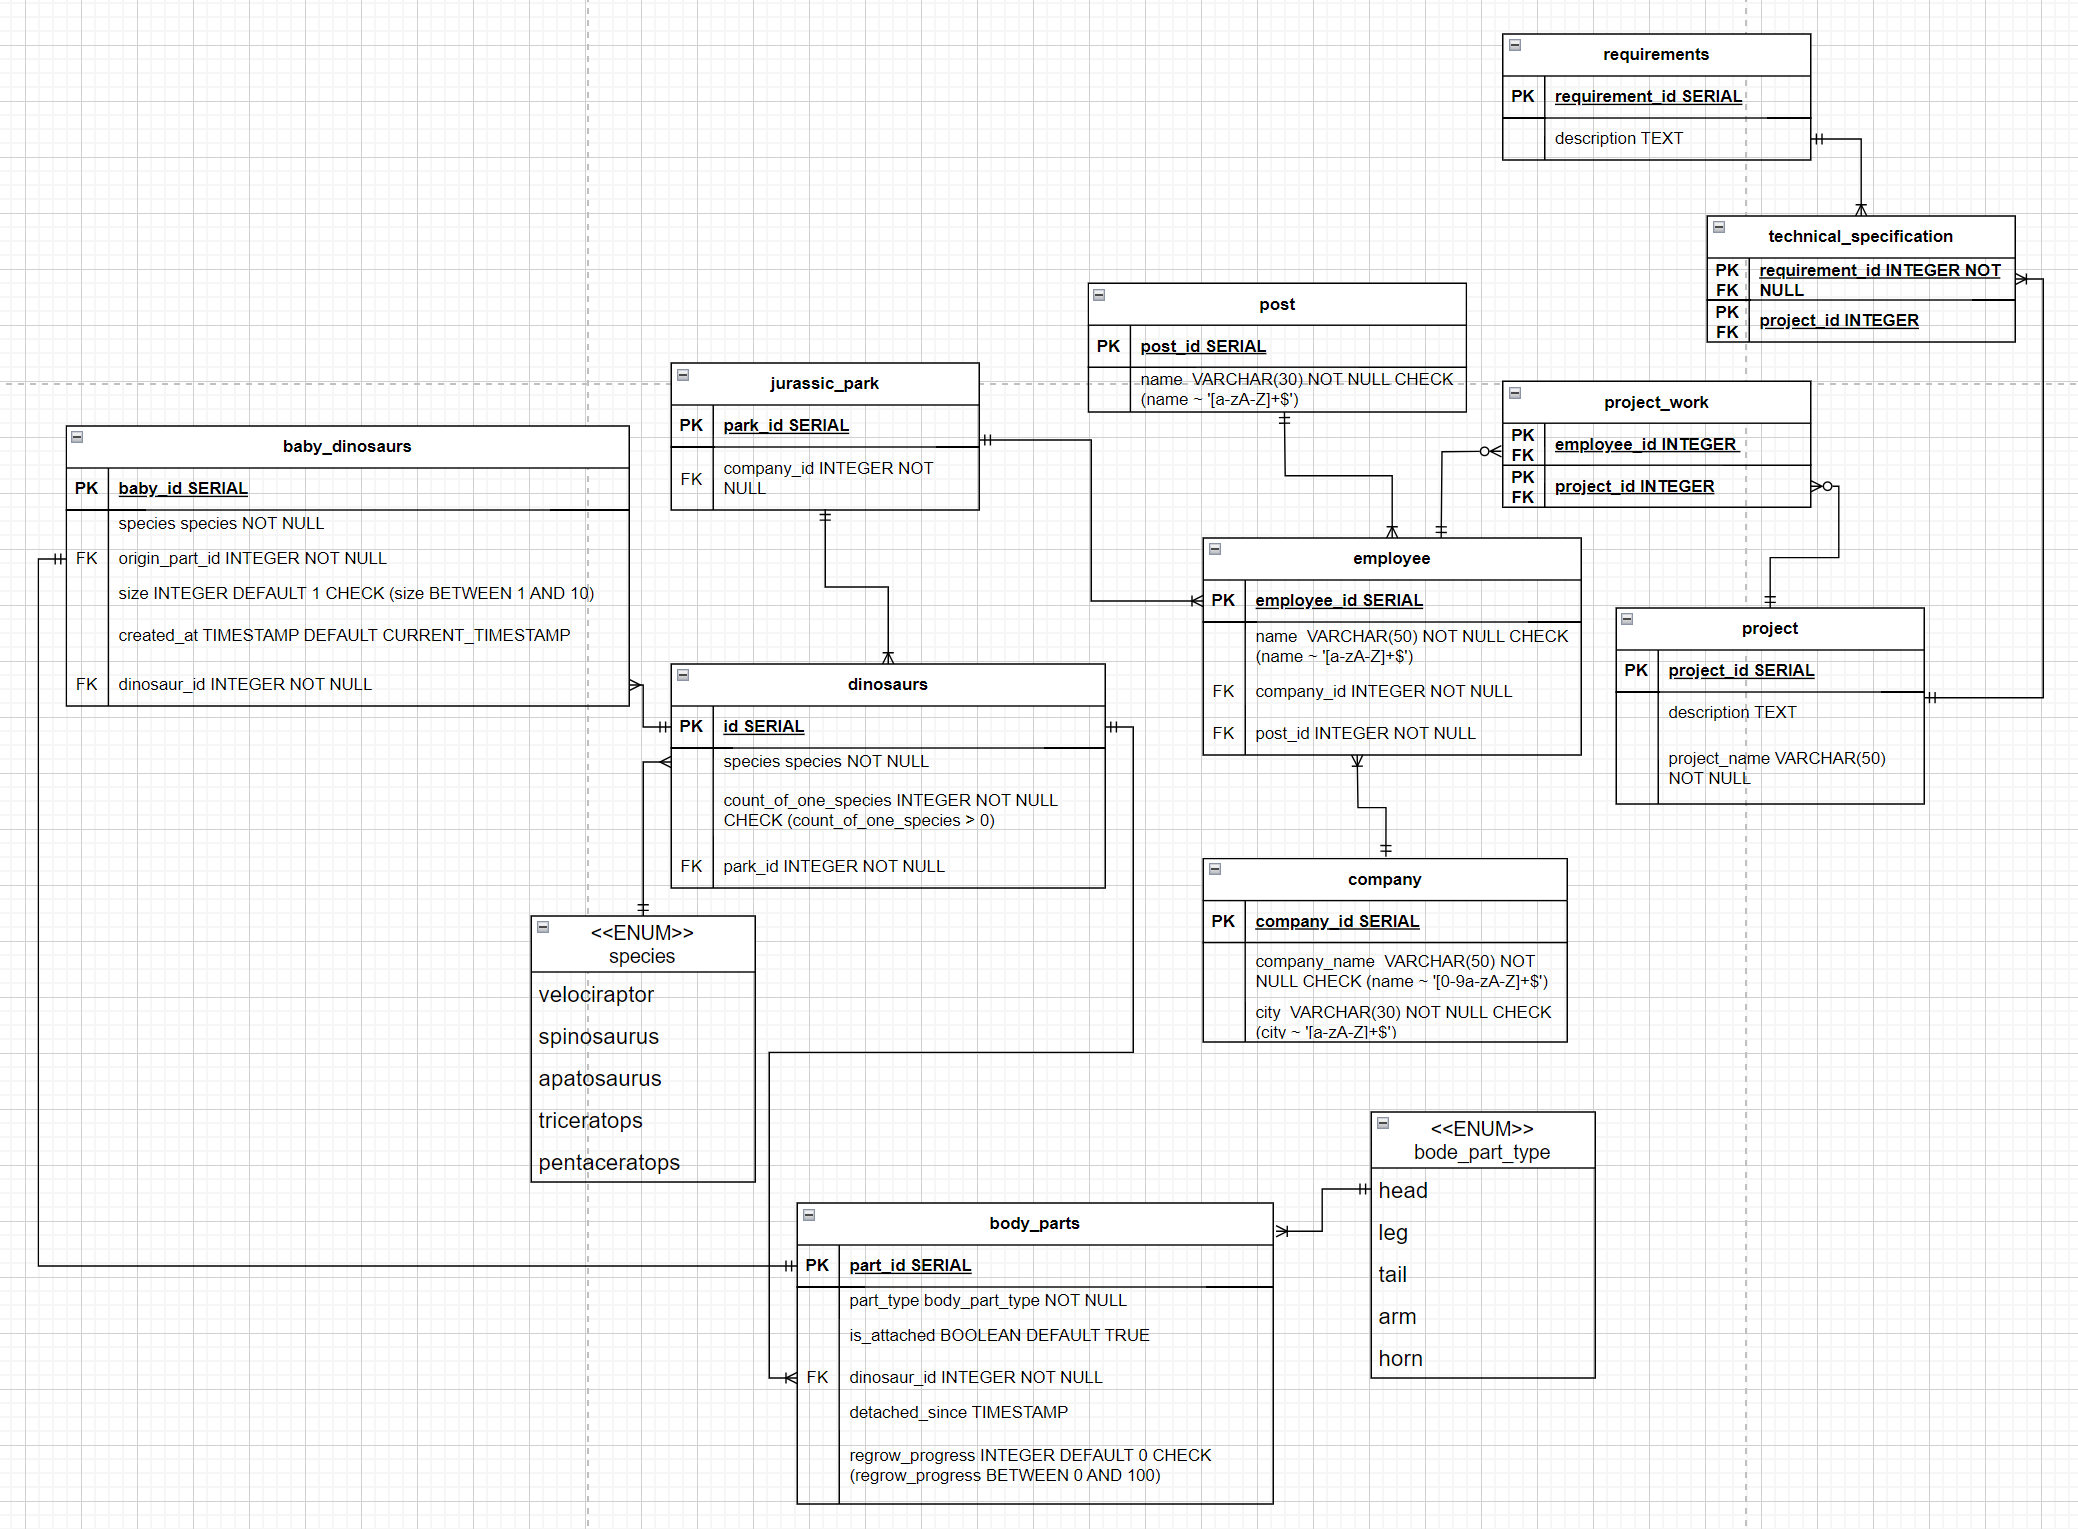 requirements
PK requirement_id SERIAL
description TEXT
technical_specification
PK requirement_id INTEGER NOT
FK NULL
PK
FK project_id INTEGER
post
PK post_id SERIAL
name VARCHAR(30) NOT NULL CHECK
(name ~ '[a-zA-Z]+$')
jurassic_park
PK park_id SERIAL
FK company_id INTEGER NOT
NULL
project_work
PK
FK employee_id INTEGER
PK
FK project_id INTEGER
baby_dinosaurs
PK baby_id SERIAL
species species NOT NULL
FK origin_part_id INTEGER NOT NULL
size INTEGER DEFAULT 1 CHECK (size BETWEEN 1 AND 10)
created_at TIMESTAMP DEFAULT CURRENT_TIMESTAMP
FK dinosaur_id INTEGER NOT NULL
employee
PK employee_id SERIAL
name VARCHAR(50) NOT NULL CHECK
(name ~ '[a-zA-Z]+$')
FK company_id INTEGER NOT NULL
FK post_id INTEGER NOT NULL
project
PK project_id SERIAL
description TEXT
project_name VARCHAR(50)
NOT NULL
dinosaurs
PK id SERIAL
species species NOT NULL
count_of_one_species INTEGER NOT NULL
CHECK (count_of_one_species > 0)
FK park_id INTEGER NOT NULL
company
PK company_id SERIAL
company_name VARCHAR(50) NOT
NULL CHECK (name ~ '[0-9a-zA-Z]+$')
city VARCHAR(30) NOT NULL CHECK
(city ~ '[a-zA-Z]+$')
<<ENUM>>
species
velociraptor
spinosaurus
apatosaurus
triceratops
pentaceratops
<<ENUM>>
bode_part_type
head
leg
tail
arm
horn
body_parts
PK part_id SERIAL
part_type body_part_type NOT NULL
is_attached BOOLEAN DEFAULT TRUE
FK dinosaur_id INTEGER NOT NULL
detached_since TIMESTAMP
regrow_progress INTEGER DEFAULT 0 CHECK
(regrow_progress BETWEEN 0 AND 100)